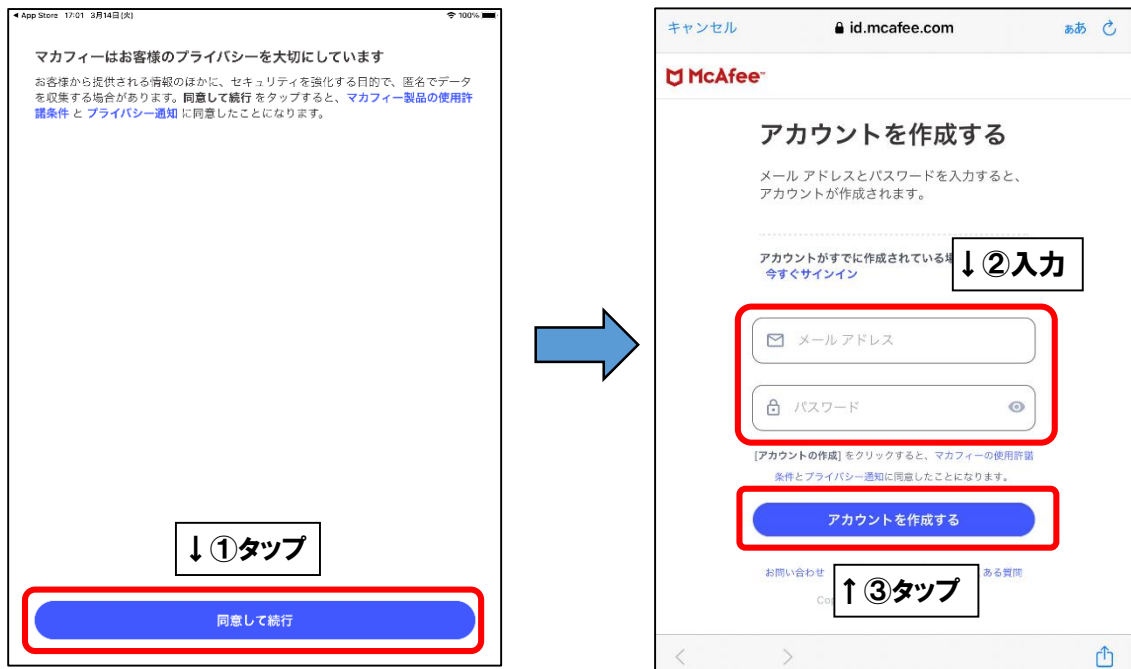 App Store 17:01 3月14日(火) 100%
マカフィーはお客様のプライバシーを大切にしています
お客様から提供される情報のほかに、セキュリティを強化する目的で、匿名でデータ
を収集する場合があります。同意して続行 をタップすると、マカフィー製品の使用許
諾条件 と プライバシー通知 に同意したことになります。
↓①タップ
同意して続行
キャンセル id.mcafee.com ぁあ
McAfee™
アカウントを作成する
メール アドレスとパスワードを入力すると、
アカウントが作成されます。
アカウントがすでに作成されている
今すぐサインイン
↓②入力
メール アドレス
パスワード
[アカウントの作成] をクリックすると、マカフィーの使用許諾
条件とプライバシー通知に同意したことになります。
アカウントを作成する
お問い合わせ ある質問
↑③タップ